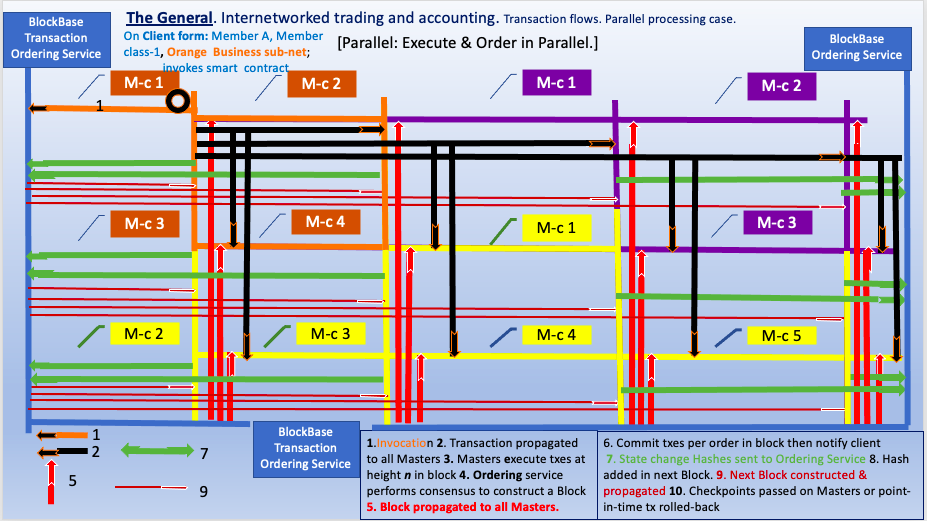 BlockBase
Transaction
Ordering Service
The General. Internetworked trading and accounting. Transaction flows. Parallel processing case.
On Client form: Member A, Member
class-1, Orange Business sub-net;
invokes smart contract
[Parallel: Execute & Order in Parallel.]
BlockBase
Ordering Service
M-c 1
M-c 2
M-c 1
M-c 2
1
M-c 3
M-c 4
M-c 1
M-c 3
M-c 2
M-c 3
M-c 4
M-c 5
1
2
5
7
9
BlockBase
Transaction
Ordering Service
1.Invocation 2. Transaction propagated
to all Masters 3. Masters execute txes at
height n in block 4. Ordering service
performs consensus to construct a Block
5. Block propagated to all Masters.
6. Commit txes per order in block then notify client
7. State change Hashes sent to Ordering Service 8. Hash
added in next Block. 9. Next Block constructed &
propagated 10. Checkpoints passed on Masters or point-
in-time tx rolled-back